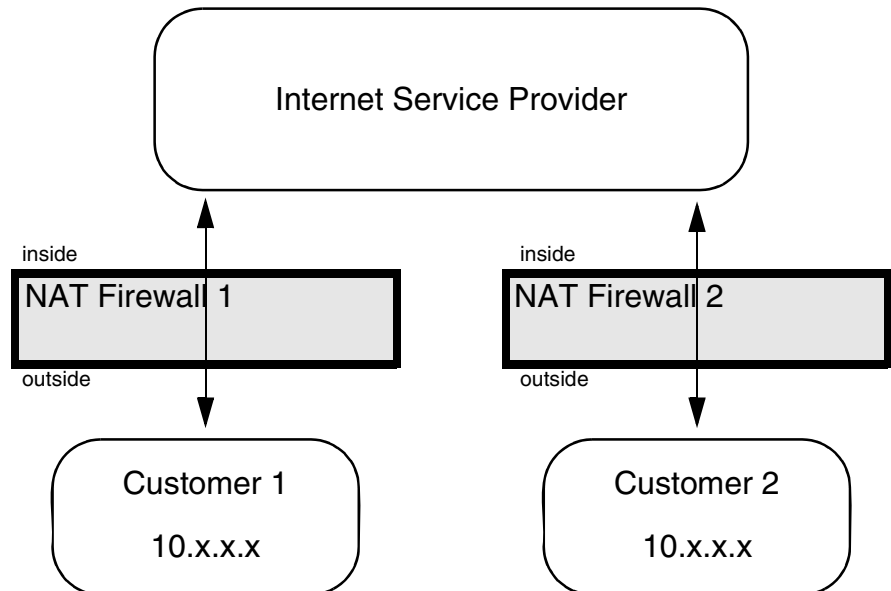 Internet Service Provider
inside
inside
NAT Firewall 1
NAT Firewall 2
outside
outside
Customer 1
10.x.x.x
Customer 2
10.x.x.x